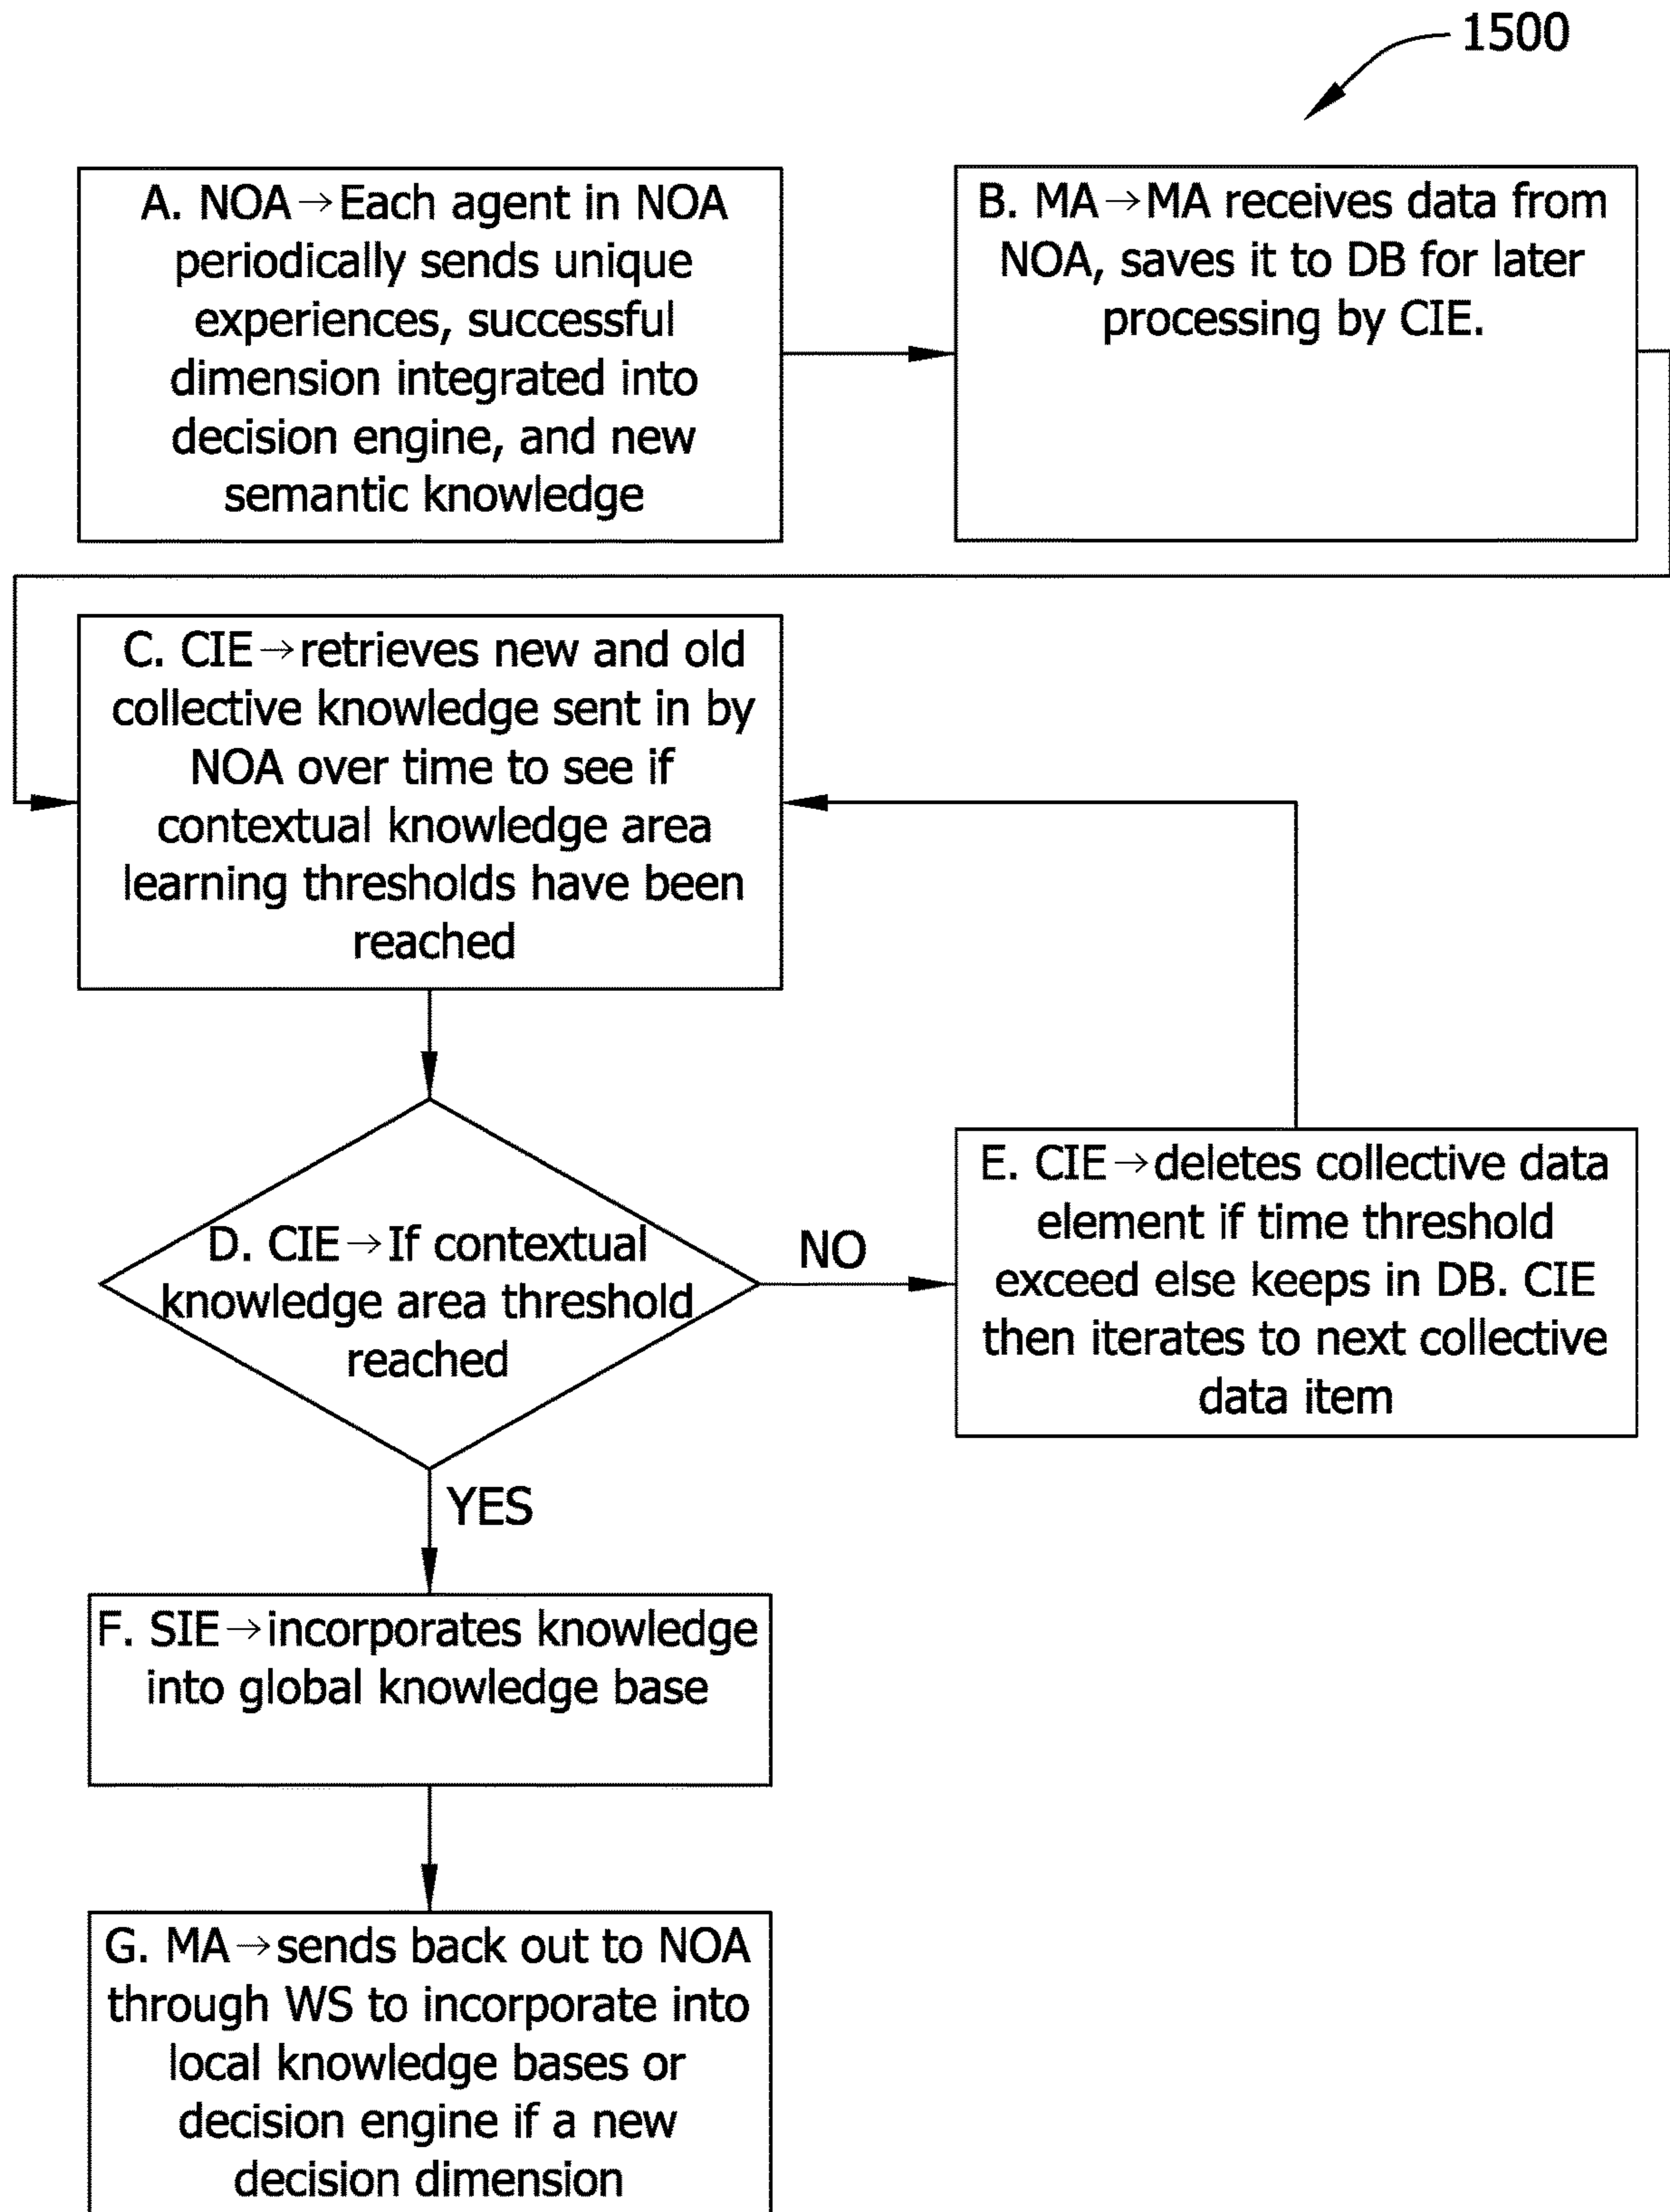 1500
A. NOA→Each agent in NOA
periodically sends unique
experiences, successful
dimension integrated into
decision engine, and new
semantic knowledge
B. MA→MA receives data from
NOA, saves it to DB for later
processing by CIE.
C. CIE→retrieves new and old
collective knowledge sent in by
NOA over time to see if
contextual knowledge area
learning thresholds have been
reached
D. CIE→If contextual
knowledge area threshold
reached
NO
E. CIE→deletes collective data
element if time threshold
exceed else keeps in DB. CIE
then iterates to next collective
data item
YES
F. SIE→incorporates knowledge
into global knowledge base
G. MA→sends back out to NOA
through WS to incorporate into
local knowledge bases or
decision engine if a new
decision dimension